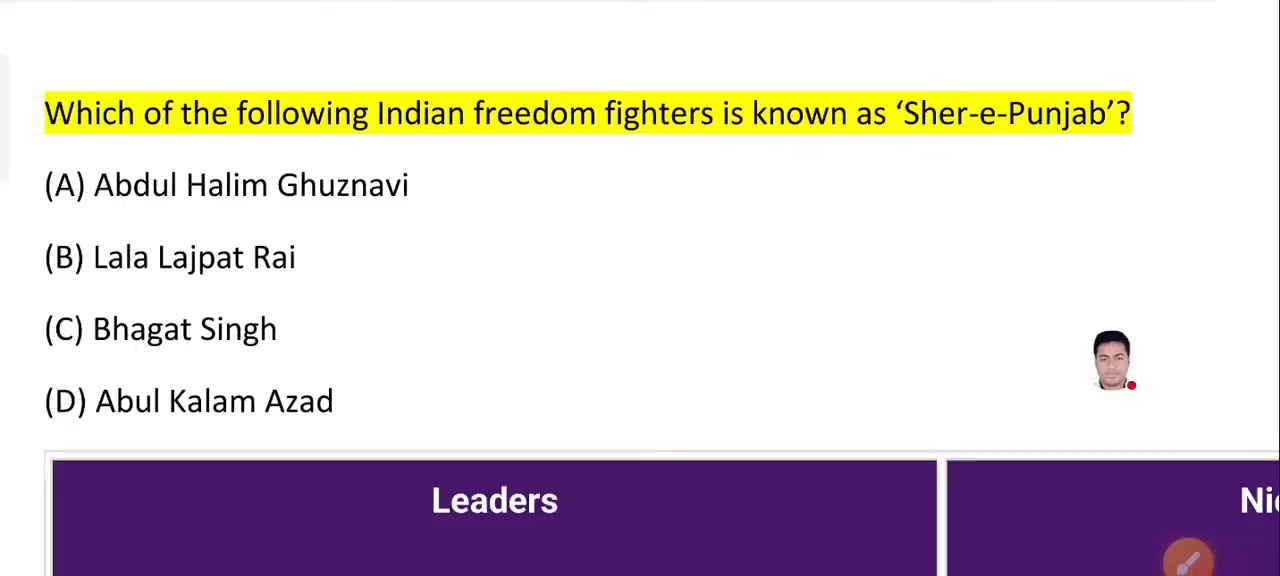 Which of the following Indian freedom fighters is known as ‘Sher-e-Punjab’?
(A) Abdul Halim Ghuznavi
(B) Lala Lajpat Rai
(C) Bhagat Singh
(D) Abul Kalam Azad
Leaders